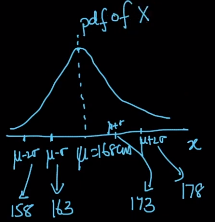 pdf of X
μ-2σ μ-σ μ=168cm μ+σ μ+2σ x
158 163 173 178